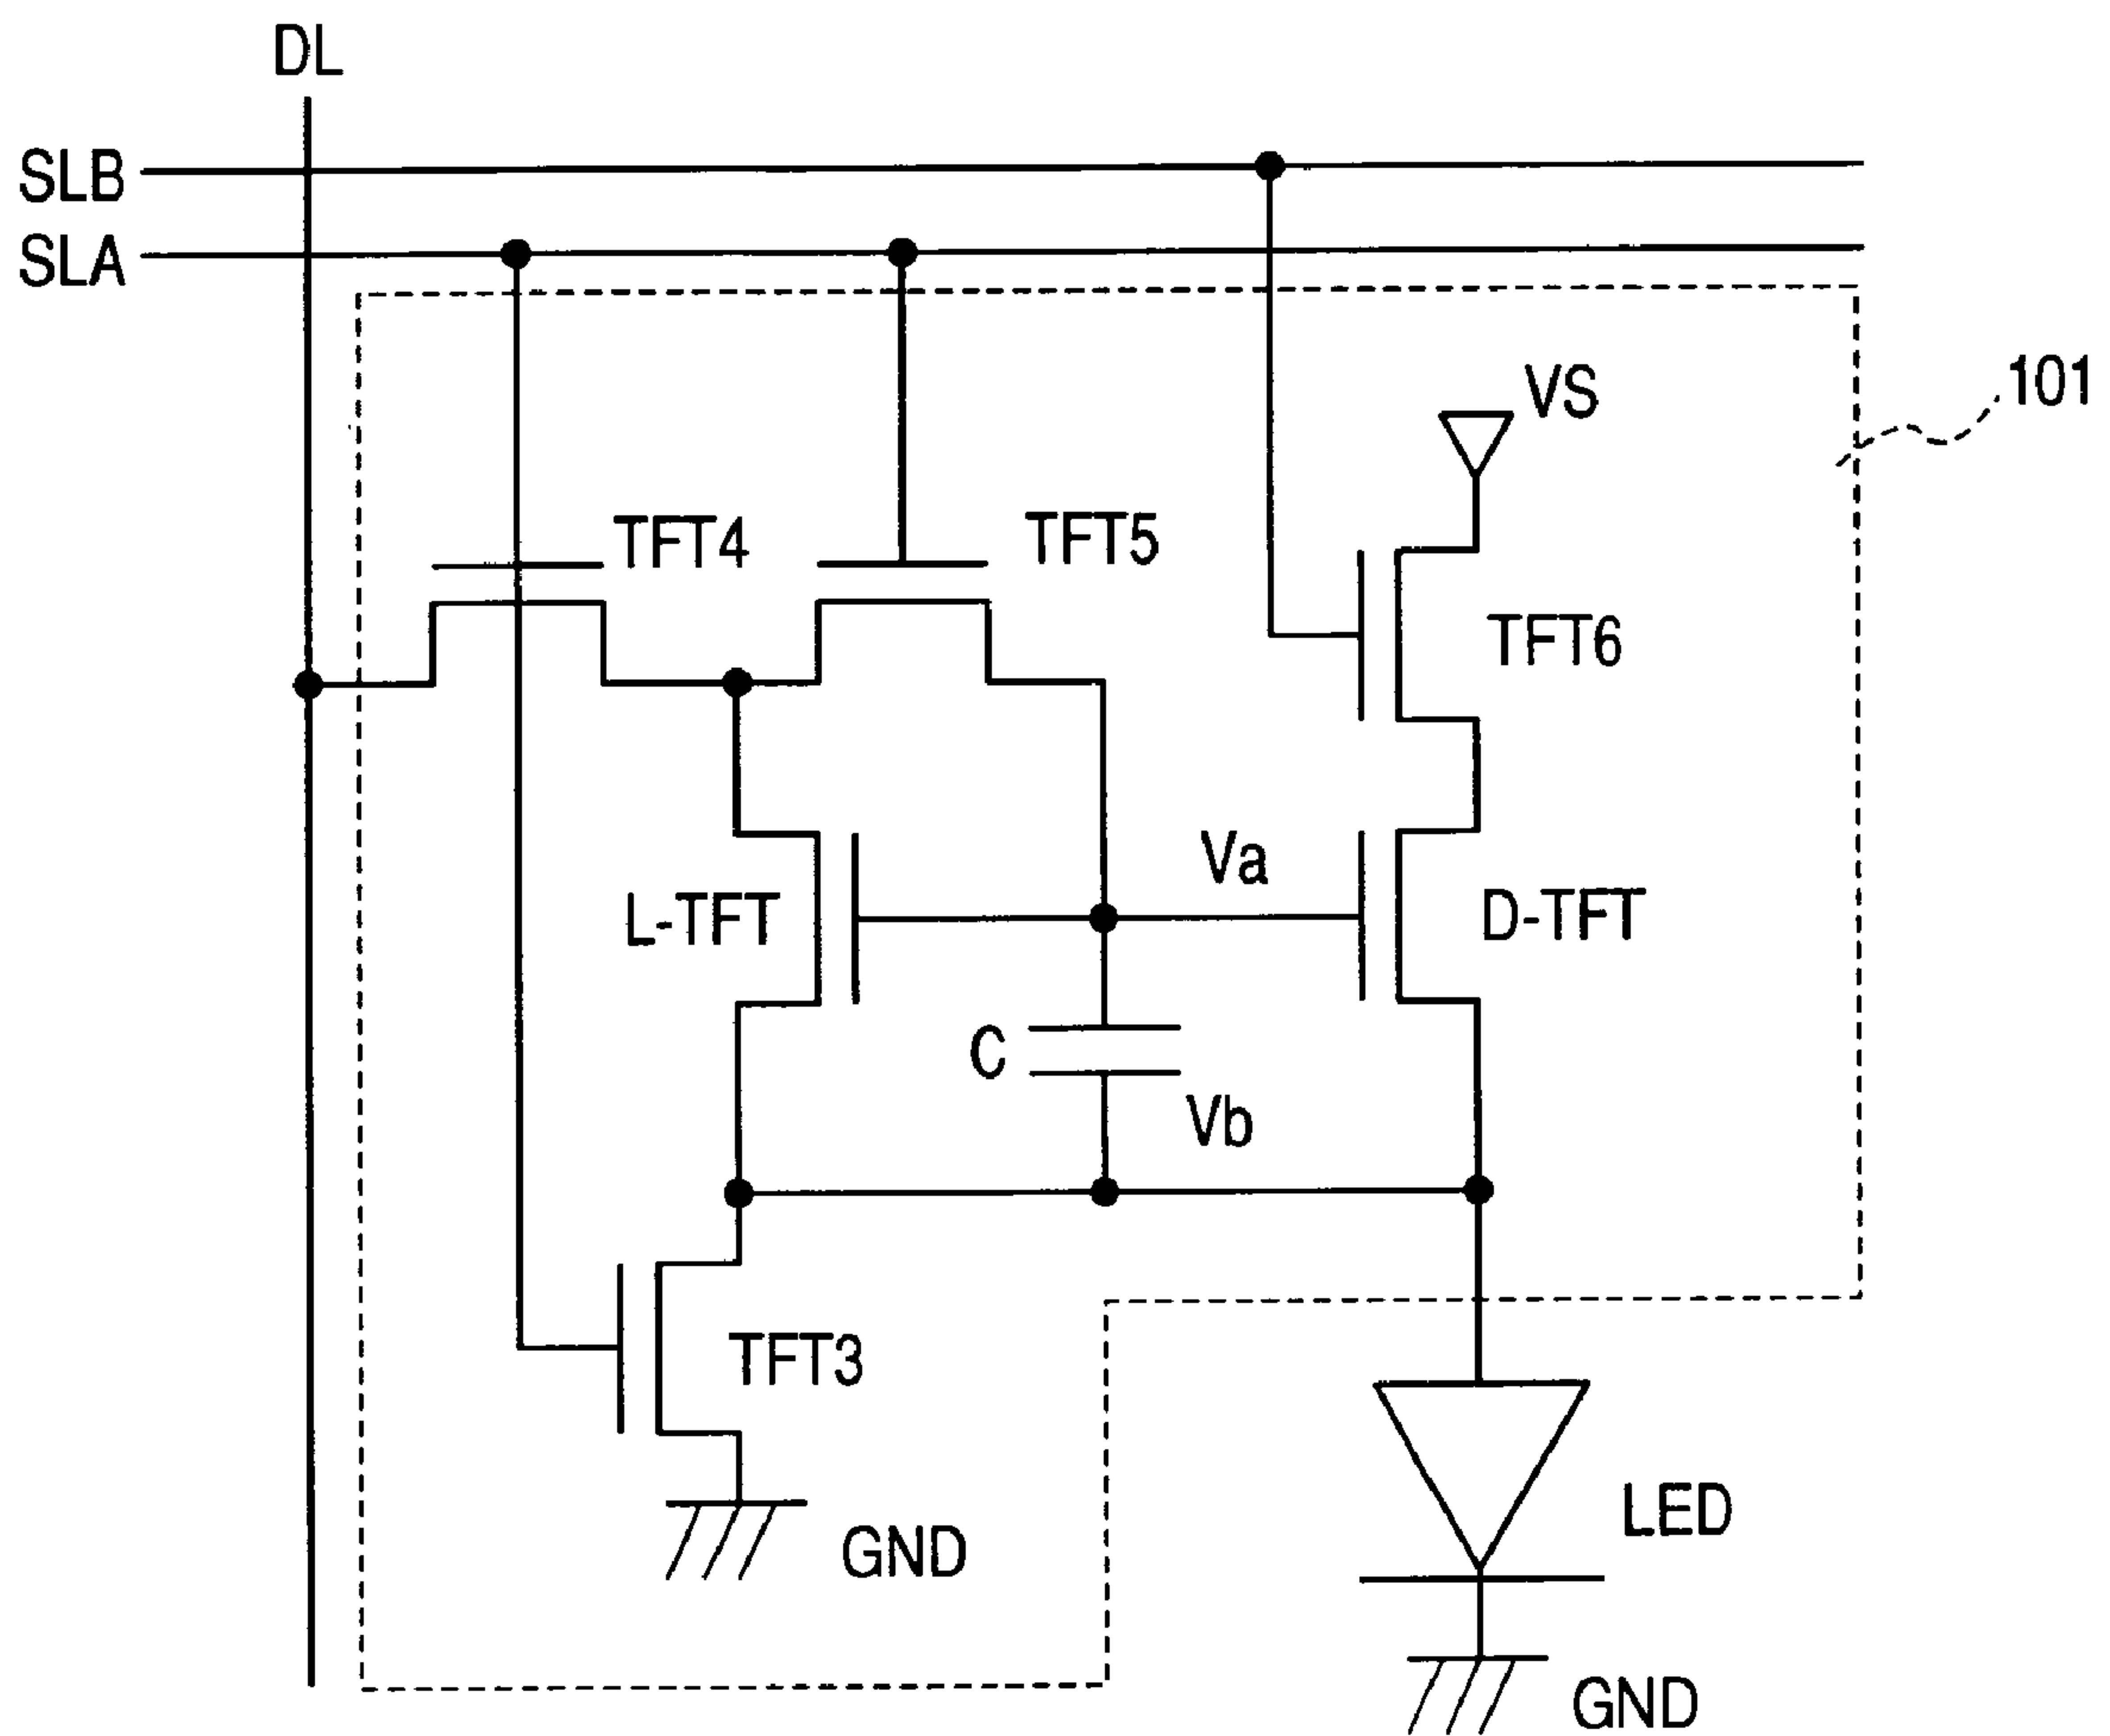 DL
SLB
SLA
VS
101
TFT4
TFT5
TFT6
Va
L-TFT
D-TFT
C
Vb
TFT3
LED
GND
GND